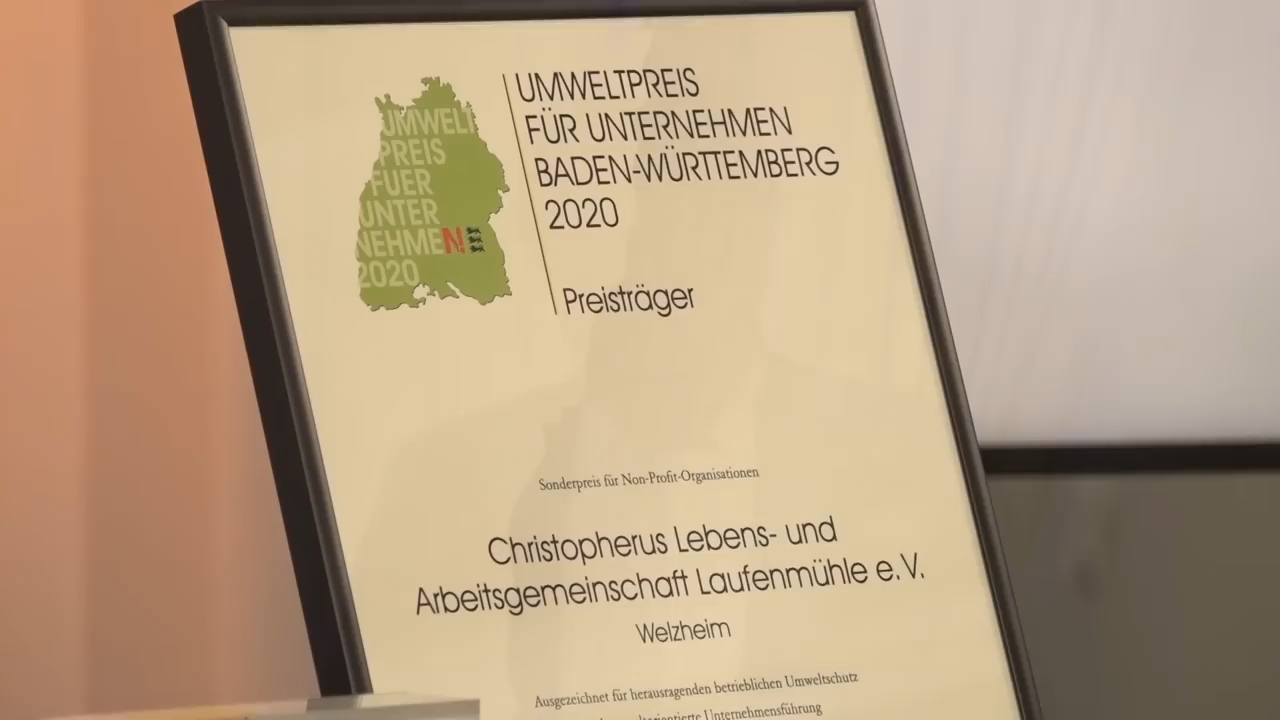 UMWELT
PREIS
FUER
UNTER
NEHMEN!
2020
UMWELTPREIS
FÜR UNTERNEHMEN
BADEN-WÜRTTEMBERG
2020
Preisträger
Sonderpreis für Non-Profit-Organisationen
Christopherus Lebens- und
Arbeitsgemeinschaft Laufenmühle e.V.
Welzheim
Ausgezeichnet für herausragenden betrieblichen Umweltschutz
Unternehmensführung